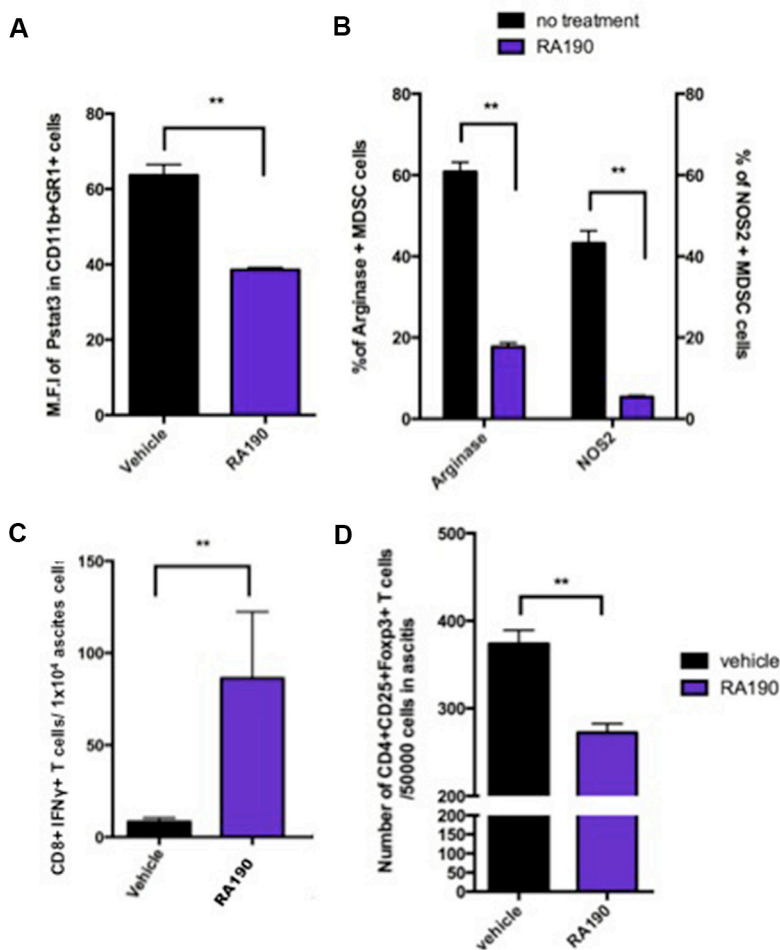 A
M.F.I of Pstat3 in CD11b+GR1+ cells
80
60
40
20
0
**
Vehicle
RA190
B
no treatment
RA190
%of Arginase + MDSC cells
80
60
40
20
0
**
**
80
60
40
20
0
% of NOS2 + MDSC cells
Arginase
NOS2
C
CD8+ IFNγ+ T cells/ 1x10⁴ ascites cells
150
100
50
0
**
Vehicle
RA190
D
Number of CD4+CD25+Foxp3+ T cells
/50000 cells in ascitis
500
400
300
200
200
150
100
50
0
**
vehicle
RA190
vehicle
RA190